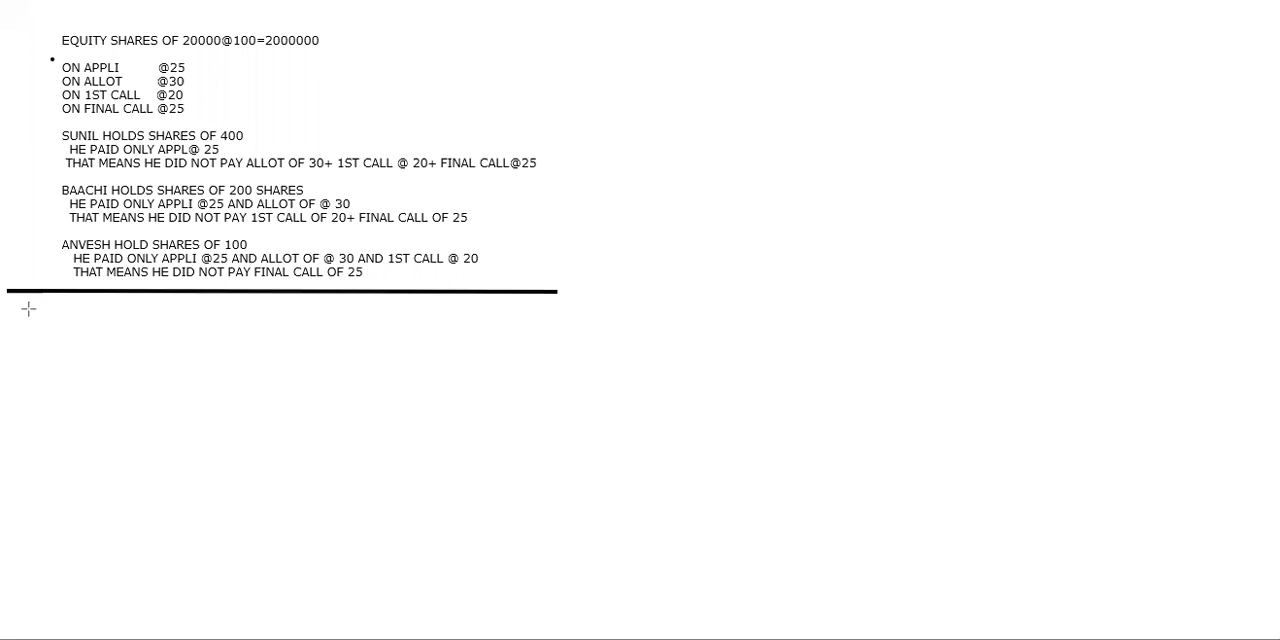 EQUITY SHARES OF 20000@100=2000000
ON APPLI @25
ON ALLOT @30
ON 1ST CALL @20
ON FINAL CALL @25
SUNIL HOLDS SHARES OF 400
HE PAID ONLY APPL@ 25
THAT MEANS HE DID NOT PAY ALLOT OF 30+ 1ST CALL @ 20+ FINAL CALL@25
BAACHI HOLDS SHARES OF 200 SHARES
HE PAID ONLY APPLI @25 AND ALLOT OF @ 30
THAT MEANS HE DID NOT PAY 1ST CALL OF 20+ FINAL CALL OF 25
ANVESH HOLD SHARES OF 100
HE PAID ONLY APPLI @25 AND ALLOT OF @ 30 AND 1ST CALL @ 20
THAT MEANS HE DID NOT PAY FINAL CALL OF 25